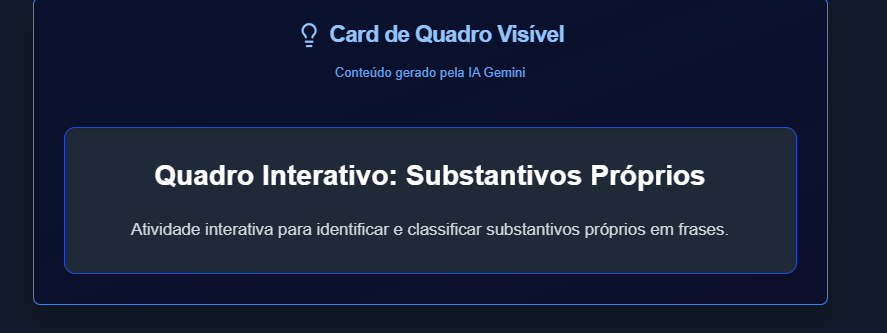 Card de Quadro Visível
Conteúdo gerado pela IA Gemini
Quadro Interativo: Substantivos Próprios
Atividade interativa para identificar e classificar substantivos próprios em frases.